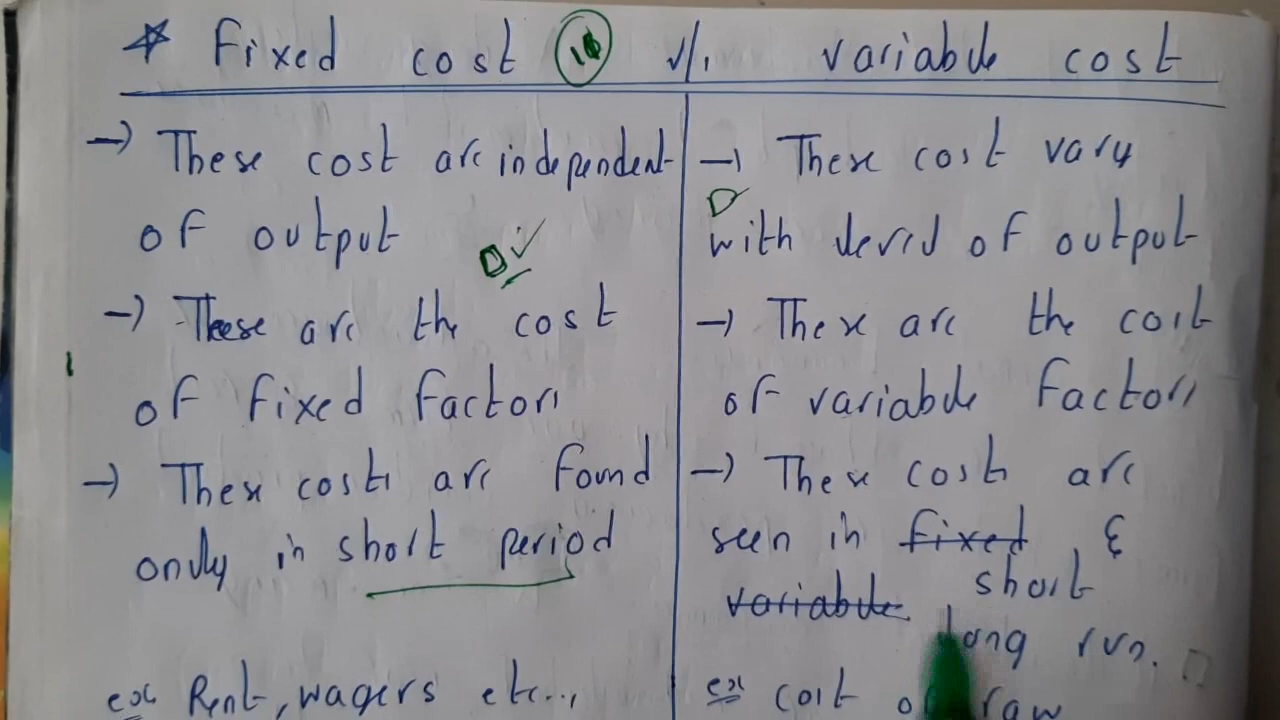 * Fixed cost 10 v/s variable cost
→ These cost are independent
of output
→ These are the cost
of fixed factors
→ These costs are found
only in short period
ex Rent, wagers etc..,
→ These cost vary
with level of output
→ These are the cost
of variable factors
→ These costs are
seen in fixed &
variable short
long run.
ex cost of raw